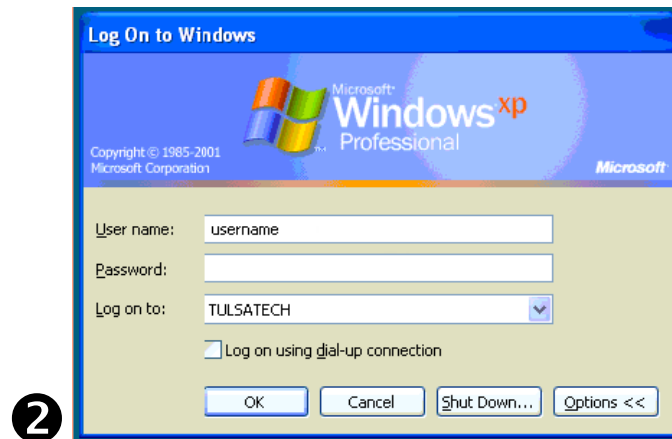 Log On to Windows
Microsoft
Windows xp
Professional
Copyright © 1985-2001
Microsoft Corporation
Microsoft
User name: username
Password:
Log on to: TULSATECH
Log on using dial-up connection
OK Cancel Shut Down... Options <<
2